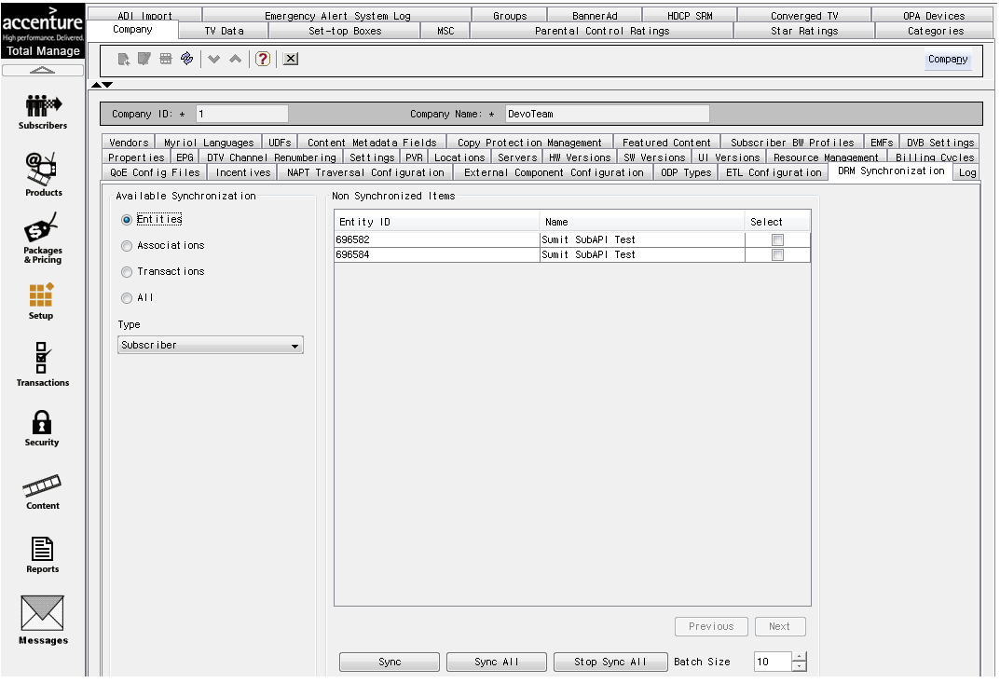 accenture
High performance. Delivered.
Total Manage
Subscribers
Products
Packages
& Pricing
Setup
Transactions
Security
Content
Reports
Messages
ADI Import Emergency Alert System Log Groups BannerAd HDCP SRM Converged TV OPA Devices
Company TV Data Set-top Boxes MSC Parental Control Ratings Star Ratings Categories
Company
Company ID: * 1 Company Name: * DevoTeam
Vendors Myriol Languages UDFs Content Metadata Fields Copy Protection Management Featured Content Subscriber BW Profiles EMFs DVB Settings
Properties EPG DTV Channel Renumbering Settings PVR Locations Servers HW Versions SW Versions UI Versions Resource Management Billing Cycles
QoE Config Files Incentives NAPT Traversal Configuration External Component Configuration ODP Types ETL Configuration DRM Synchronization Log
Available Synchronization
Entities
Associations
Transactions
All
Type
Subscriber
Non Synchronized Items
Entity ID Name Select
696582 Sumit SubAPI Test
696584 Sumit SubAPI Test
Previous Next
Sync Sync All Stop Sync All Batch Size 10